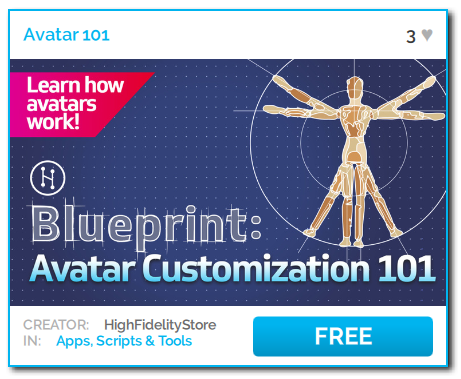 Avatar 101
3
Learn how
avatars
work!
Blueprint:
Avatar Customization 101
CREATOR: HighFidelityStore
IN: Apps, Scripts & Tools
FREE